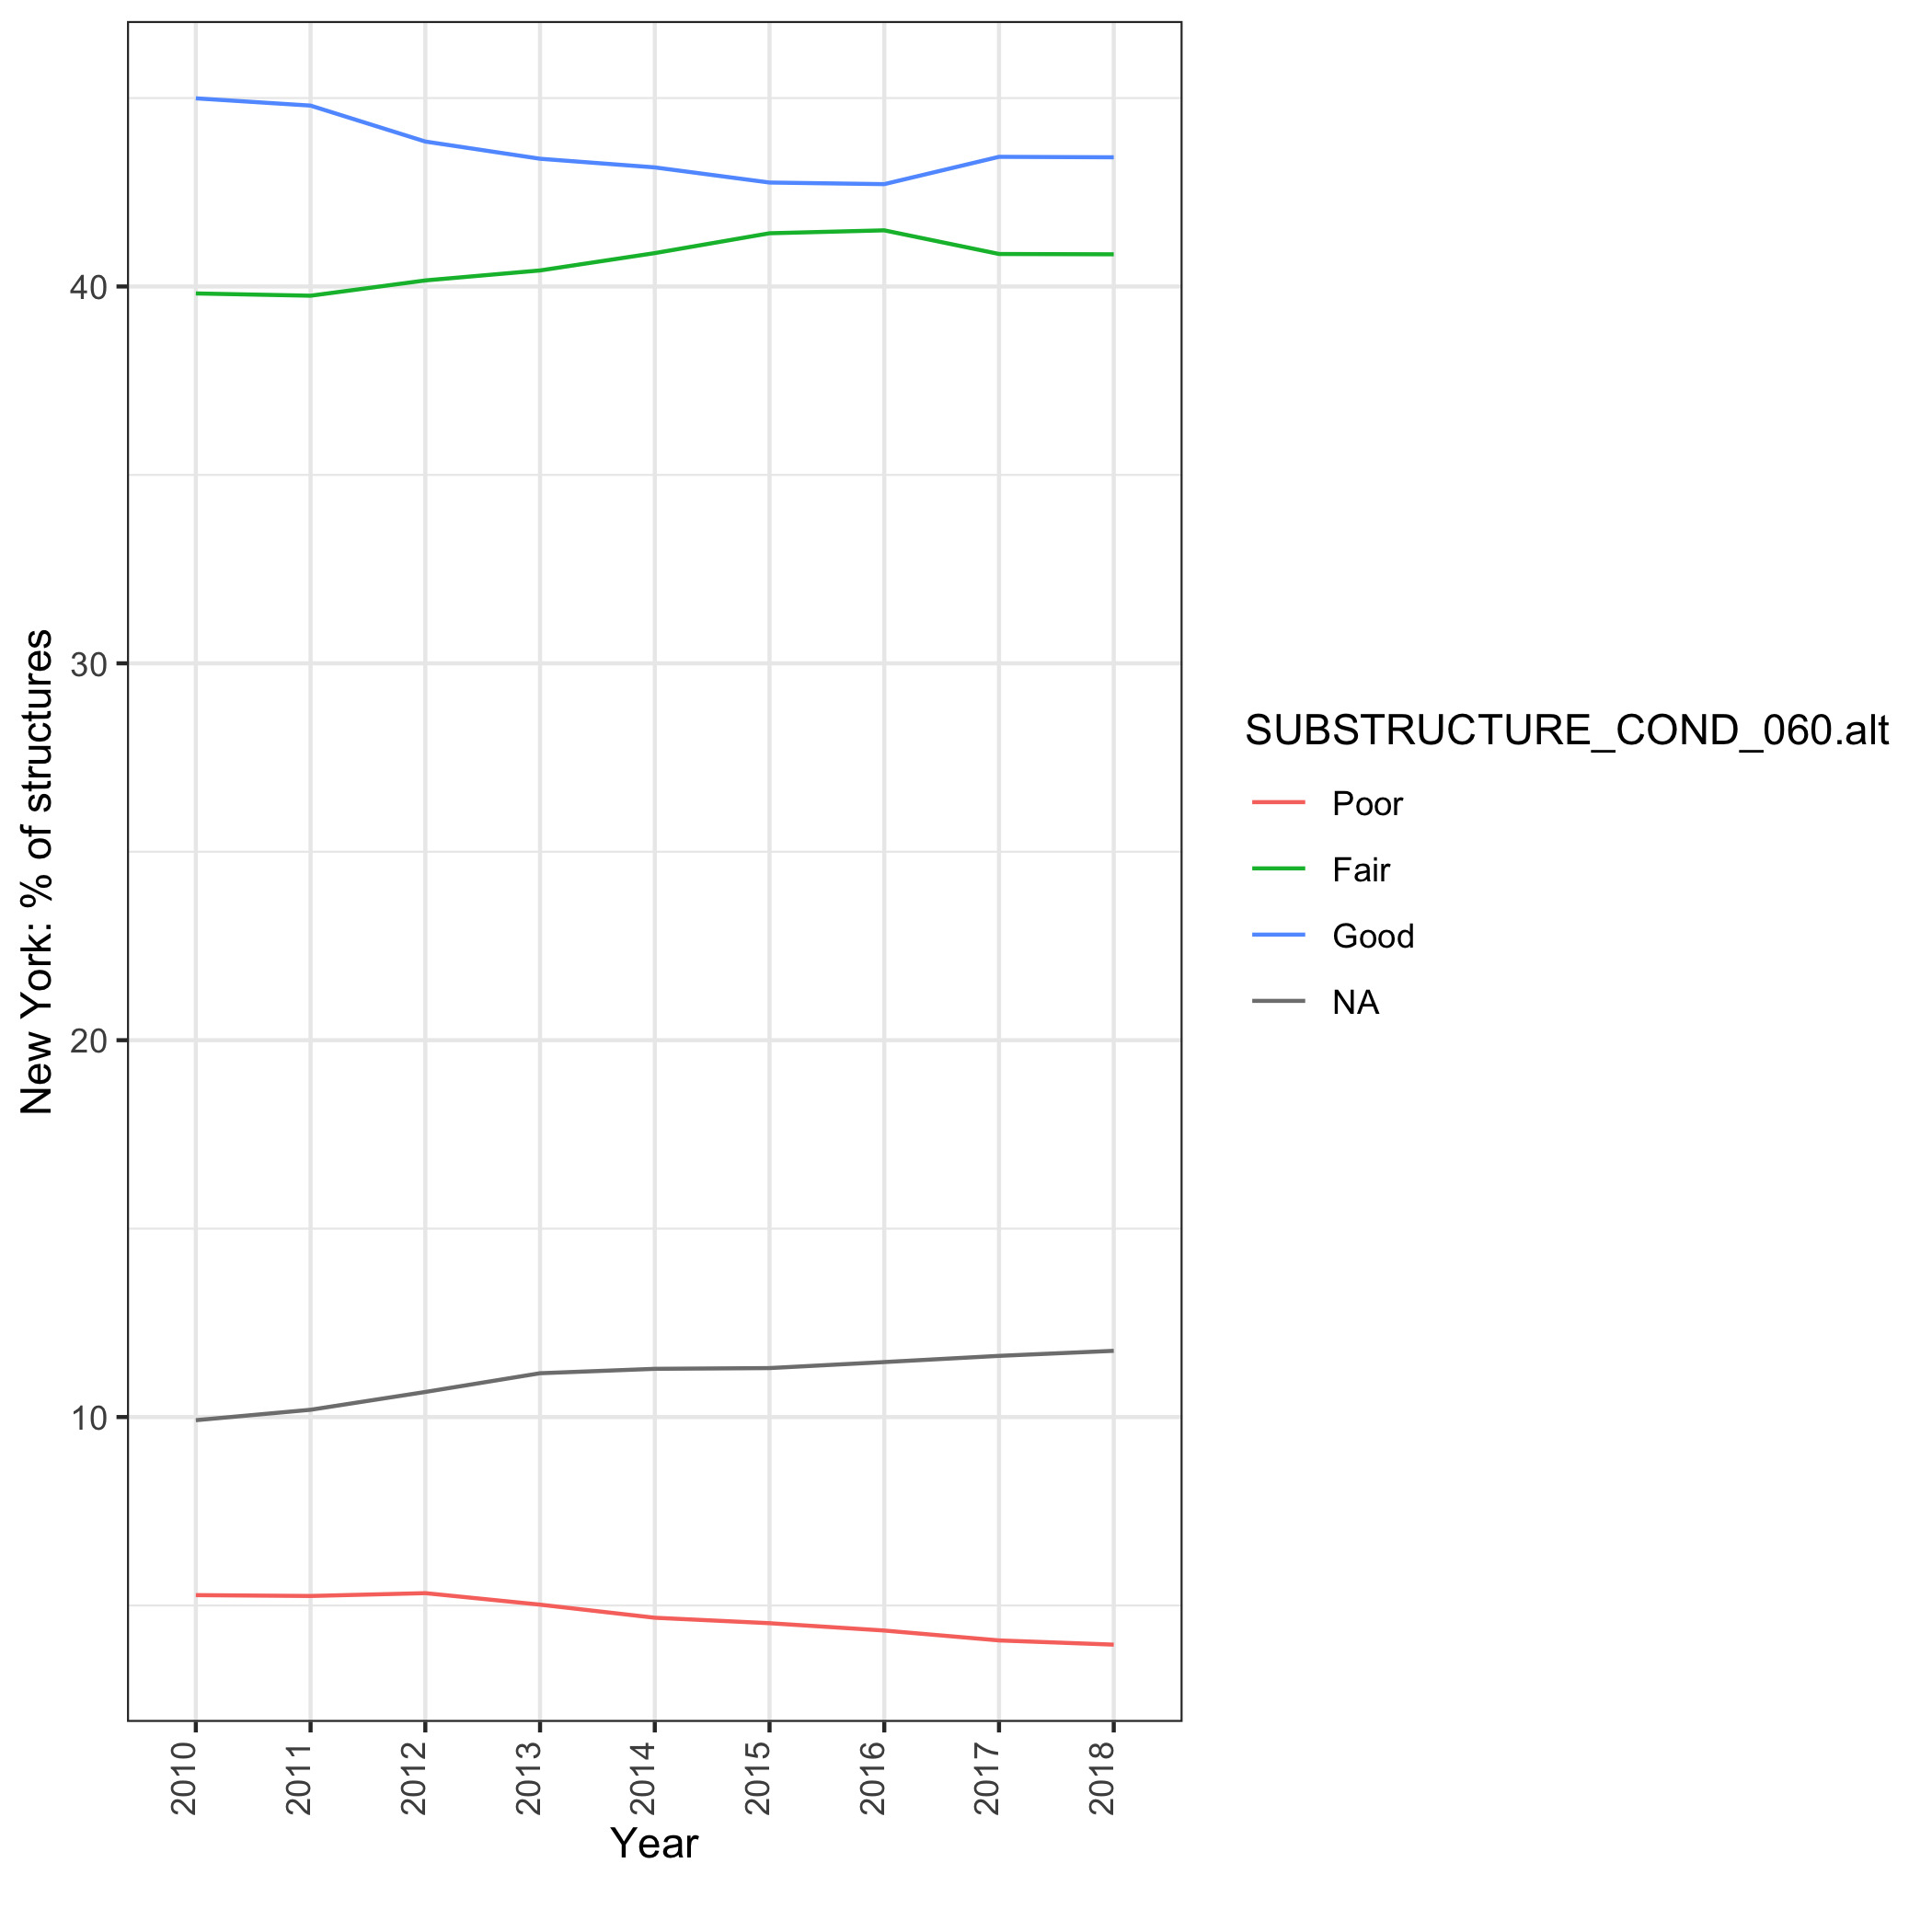 New York: % of structures
40
30
20
10
2010
2011
2012
2013
2014
2015
2016
2017
2018
Year
SUBSTRUCTURE_COND_060.alt
Poor
Fair
Good
NA